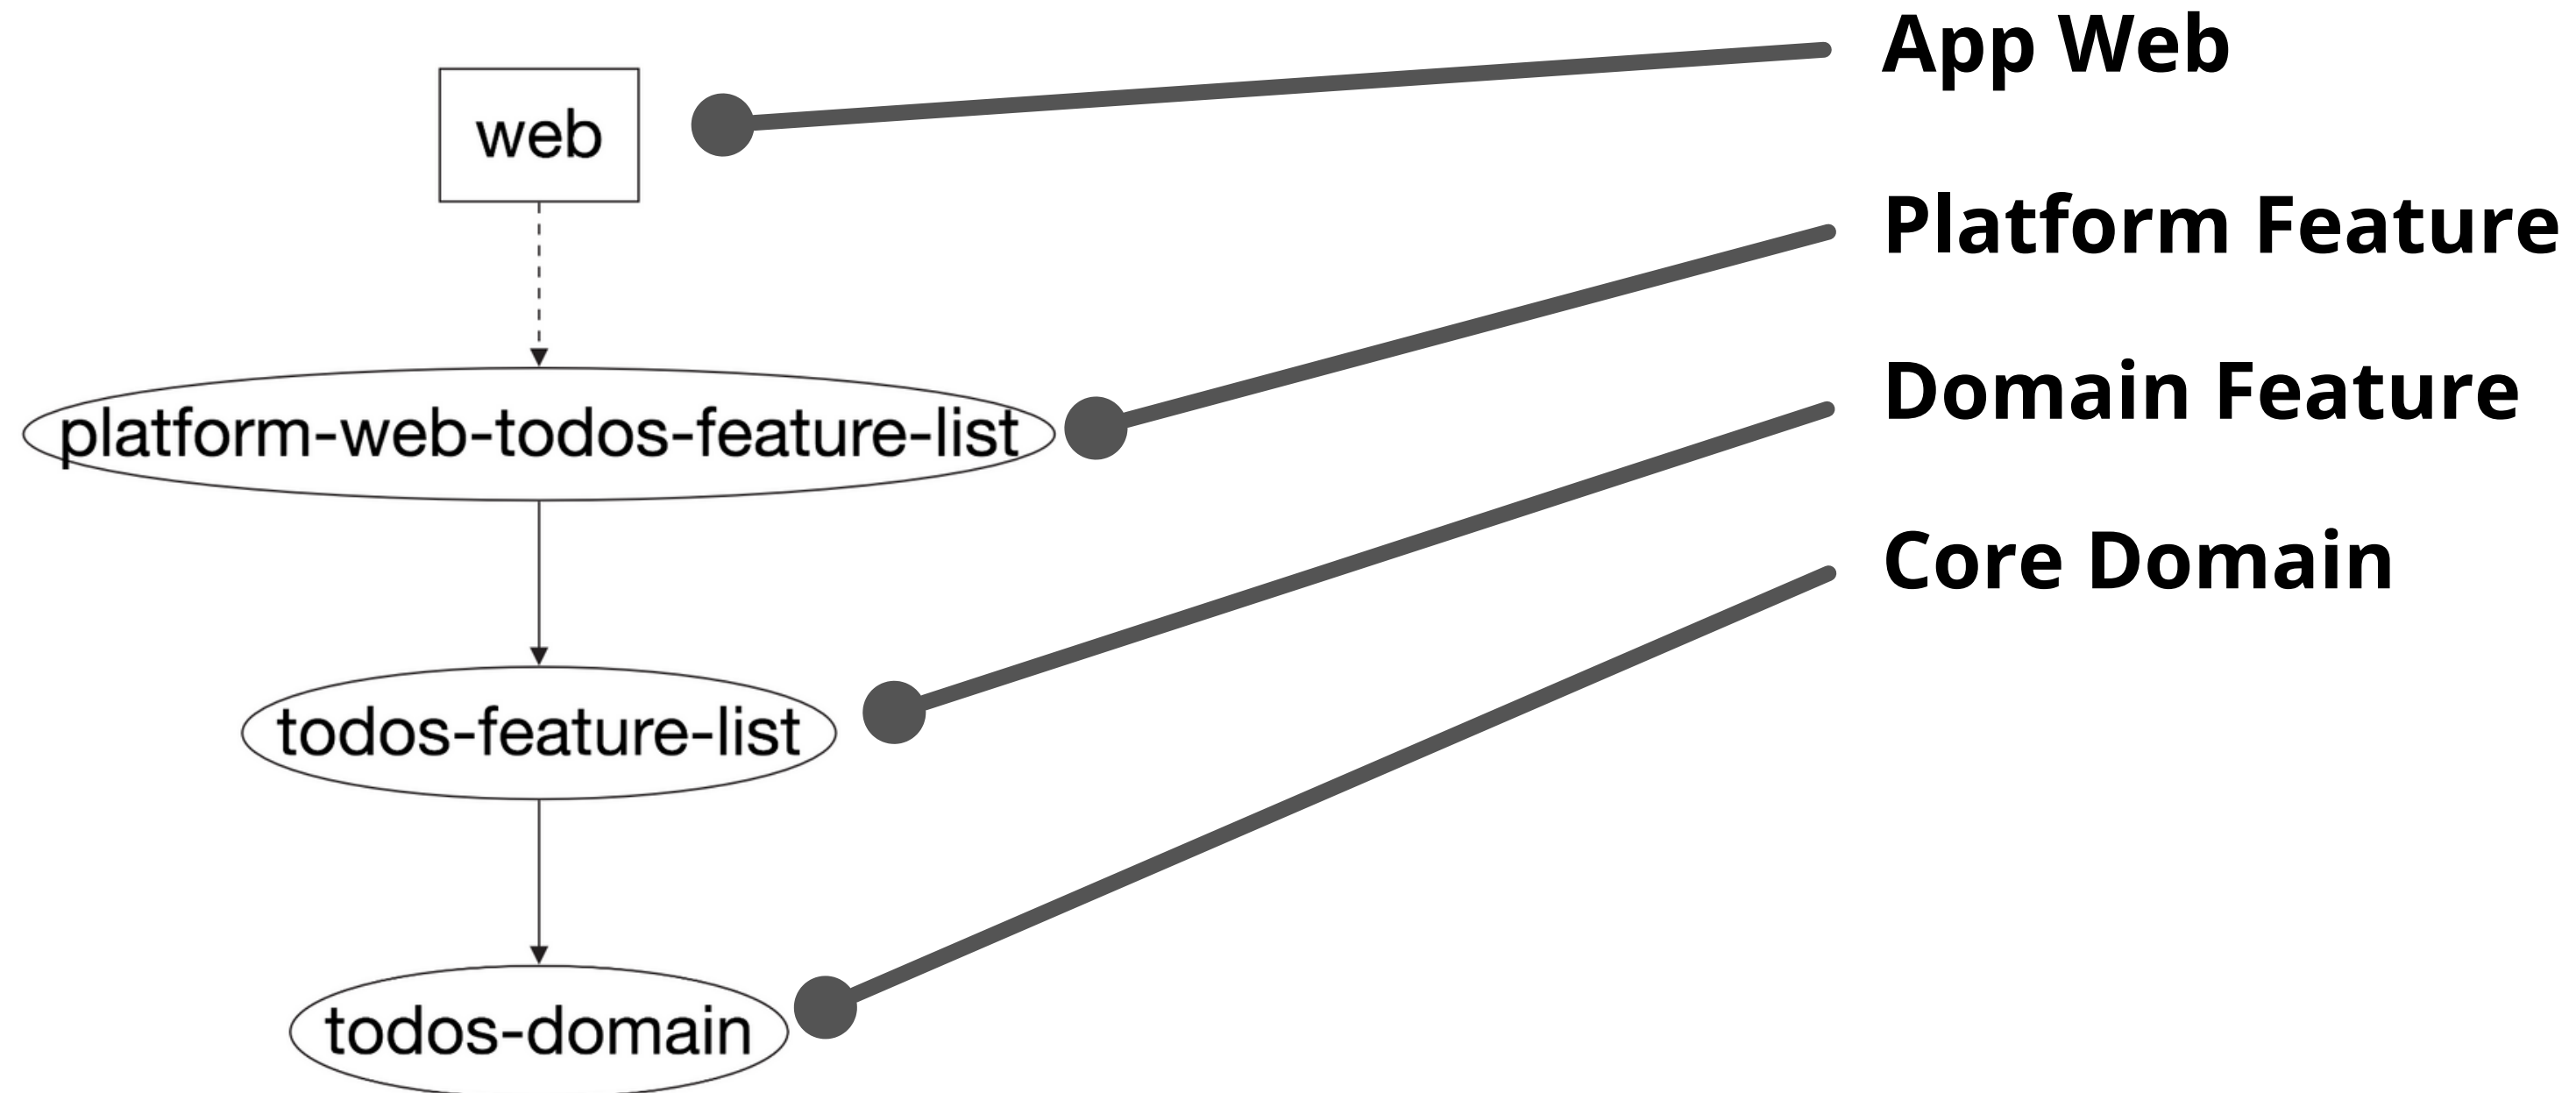 App Web
web
Platform Feature
platform-web-todos-feature-list
Domain Feature
todos-feature-list
Core Domain
todos-domain